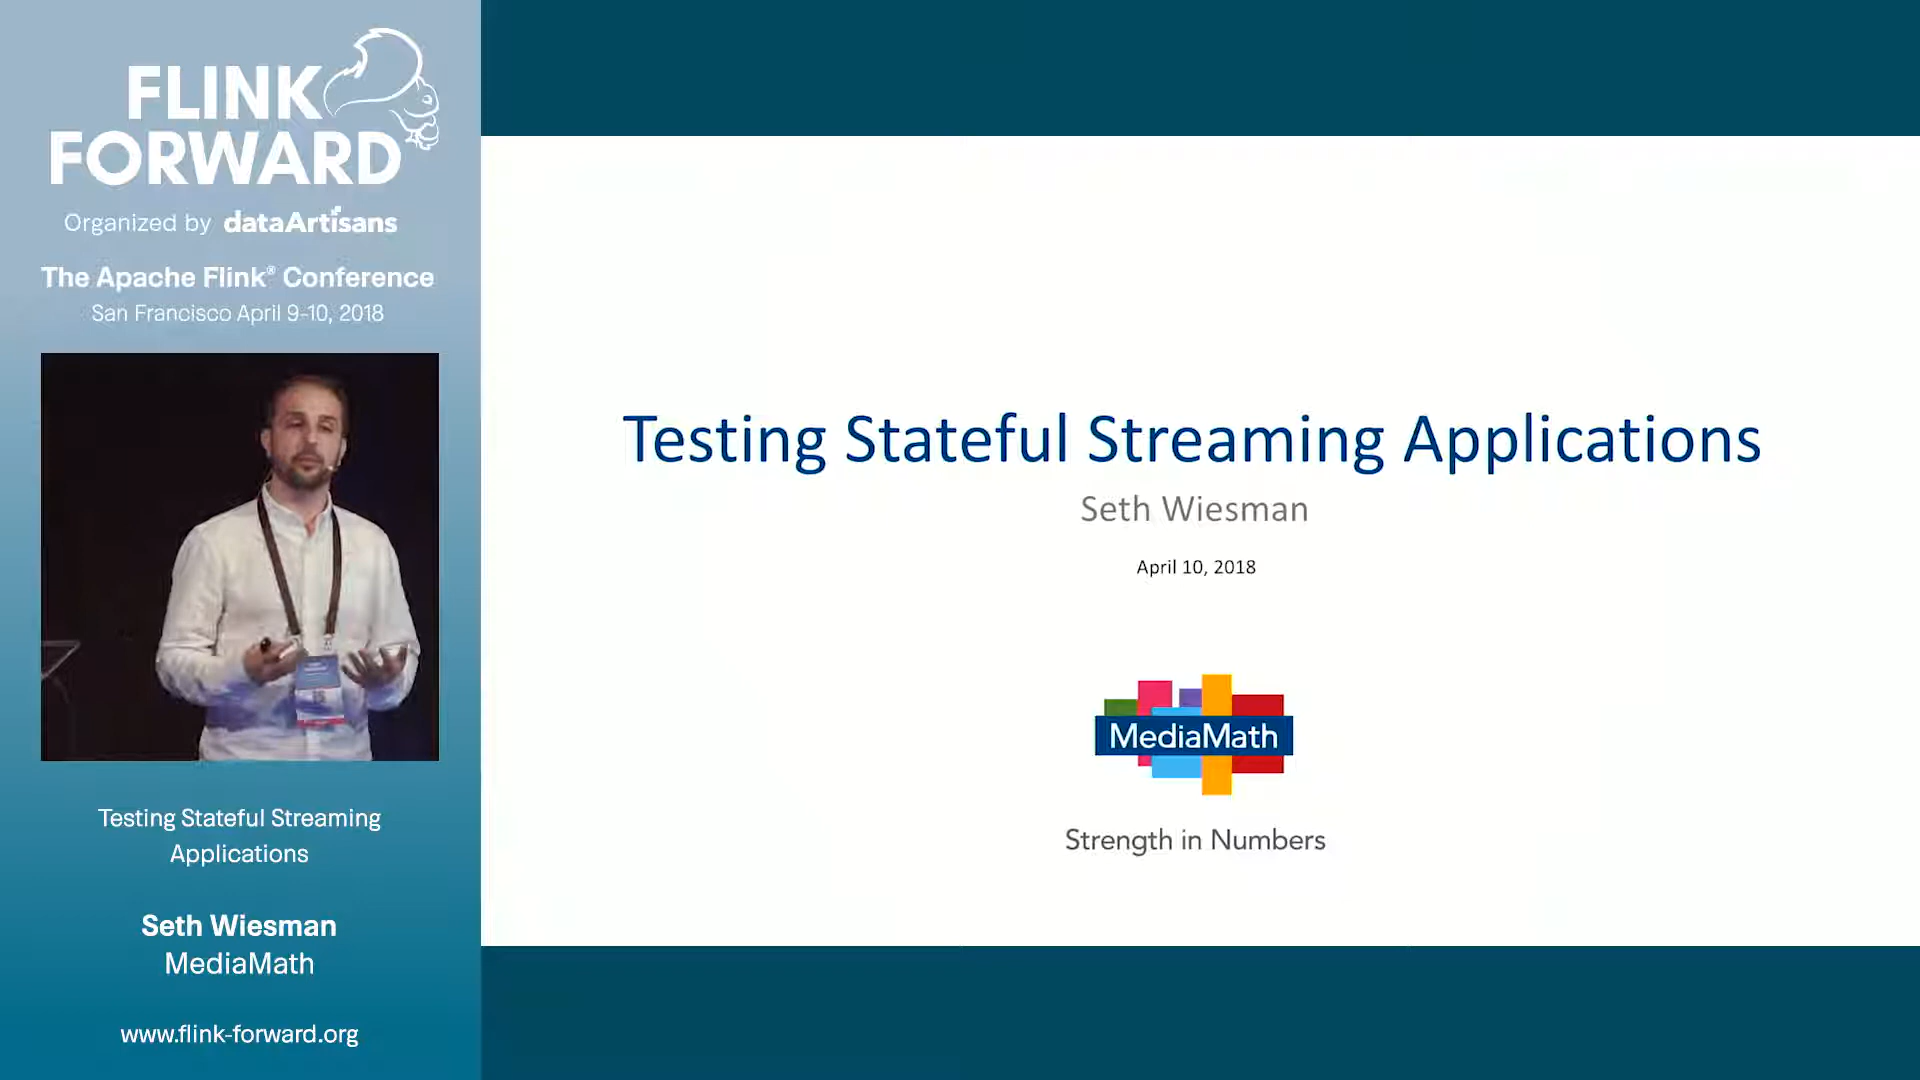 FLINK
FORWARD
Organized by dataArtisans
The Apache Flink® Conference
San Francisco April 9-10, 2018
Testing Stateful Streaming
Applications
Seth Wiesman
MediaMath
www.flink-forward.org
Testing Stateful Streaming Applications
Seth Wiesman
April 10, 2018
MediaMath
Strength in Numbers